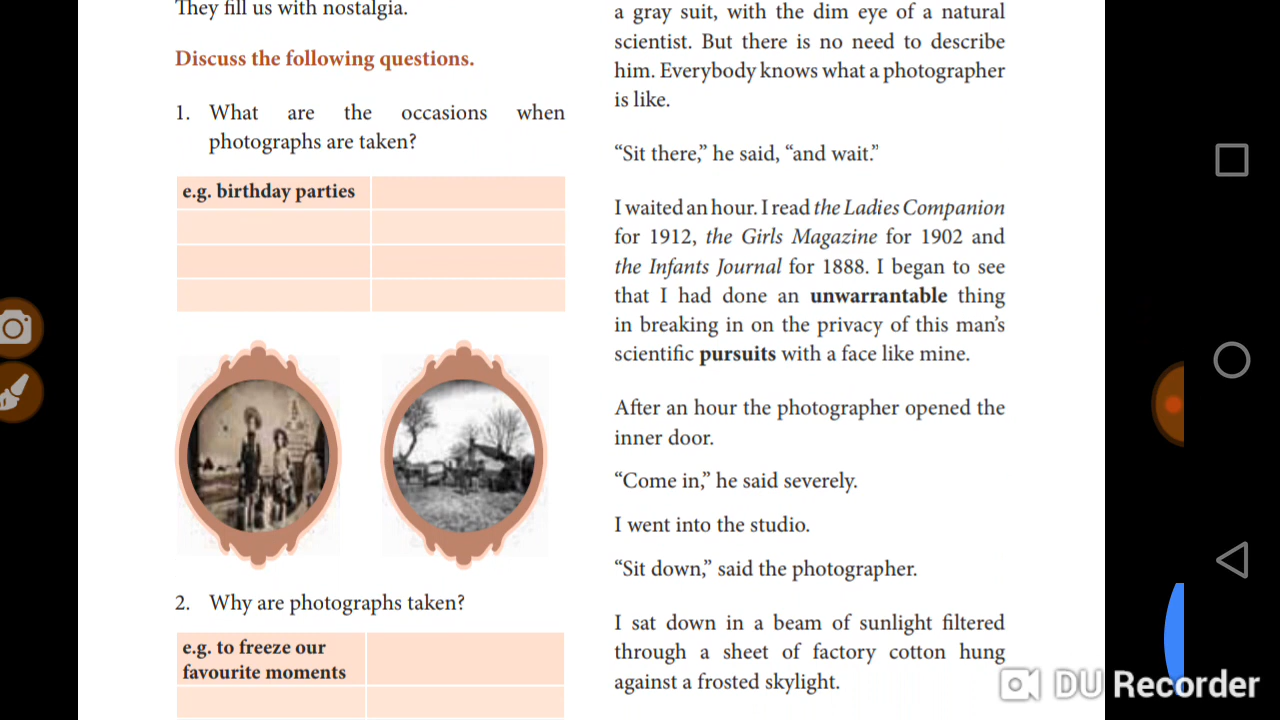 They fill us with nostalgia.
Discuss the following questions.
1. What are the occasions when
photographs are taken?
e.g. birthday parties
2. Why are photographs taken?
e.g. to freeze our
favourite moments
a gray suit, with the dim eye of a natural
scientist. But there is no need to describe
him. Everybody knows what a photographer
is like.
“Sit there,” he said, “and wait.”
I waited an hour. I read the Ladies Companion
for 1912, the Girls Magazine for 1902 and
the Infants Journal for 1888. I began to see
that I had done an unwarrantable thing
in breaking in on the privacy of this man’s
scientific pursuits with a face like mine.
After an hour the photographer opened the
inner door.
“Come in,” he said severely.
I went into the studio.
“Sit down,” said the photographer.
I sat down in a beam of sunlight filtered
through a sheet of factory cotton hung
against a frosted skylight.
DU Recorder